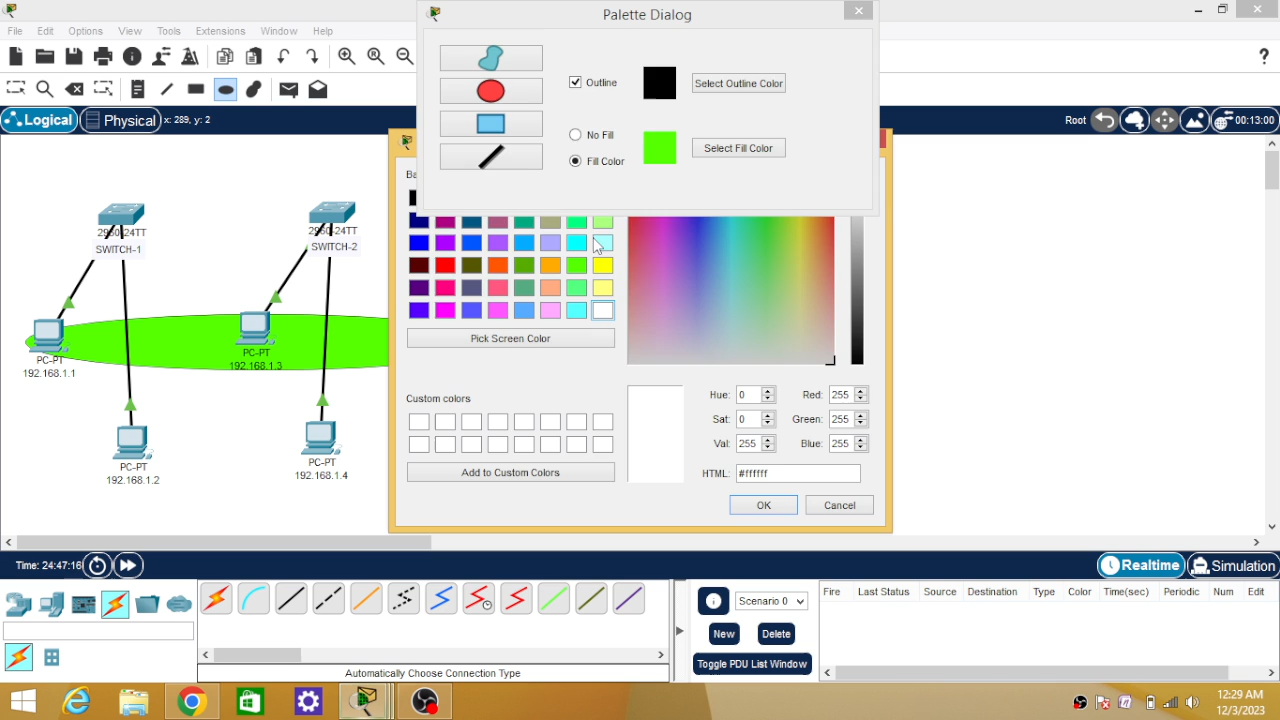 Palette Dialog
File Edit Options View Tools Extensions Window Help
Outline
Select Outline Color
No Fill
Fill Color
Select Fill Color
Logical
Physical
x: 289, y: 2
Root
00:13:00
Ba
2960-24TT
SWITCH-1
2960-24TT
SWITCH-2
PC-PT
192.168.1.1
PC-PT
192.168.1.3
PC-PT
192.168.1.2
PC-PT
192.168.1.4
Pick Screen Color
Custom colors
Add to Custom Colors
Hue: 0
Red: 255
Sat: 0
Green: 255
Val: 255
Blue: 255
HTML: #ffffff
OK
Cancel
Time: 24:47:16
Realtime
Simulation
Scenario 0
New
Delete
Toggle PDU List Window
Fire Last Status Source Destination Type Color Time(sec) Periodic Num Edit
Automatically Choose Connection Type
12:29 AM
12/3/2023